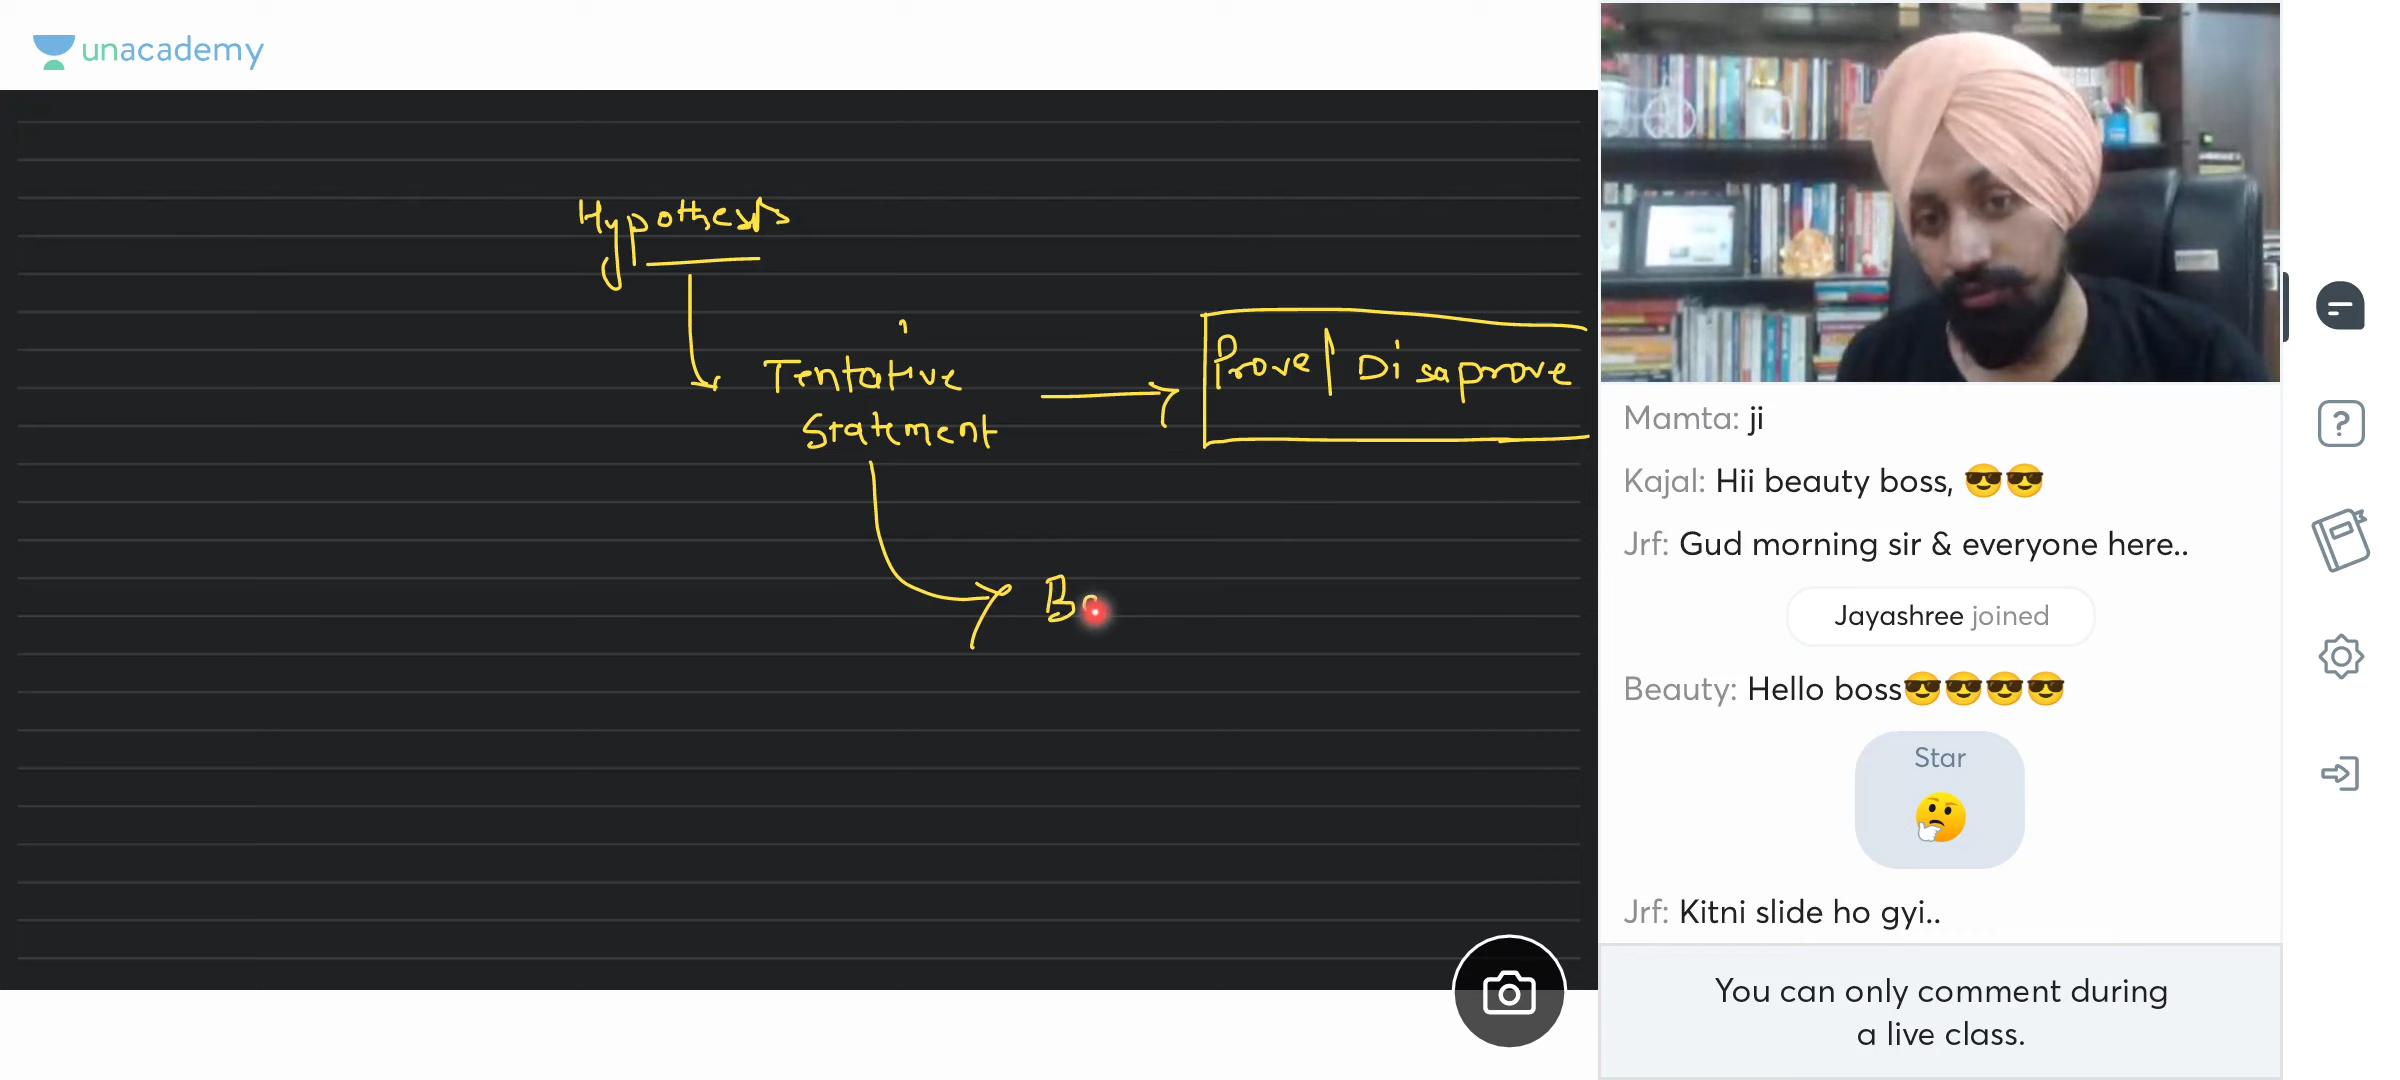 unacademy
Hypothesis
Tentative
Statement
Prove | Disaprove
Mamta: ji
Kajal: Hii beauty boss, 😎😎
Jrf: Gud morning sir & everyone here..
Jayashree joined
Beauty: Hello boss😎😎😎😎
Star
🤔
Jrf: Kitni slide ho gyi..
You can only comment during
a live class.